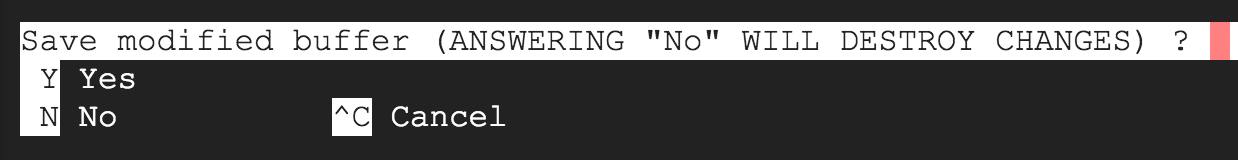 Save modified buffer (ANSWERING "No" WILL DESTROY CHANGES) ?
Y Yes
N No ^C Cancel